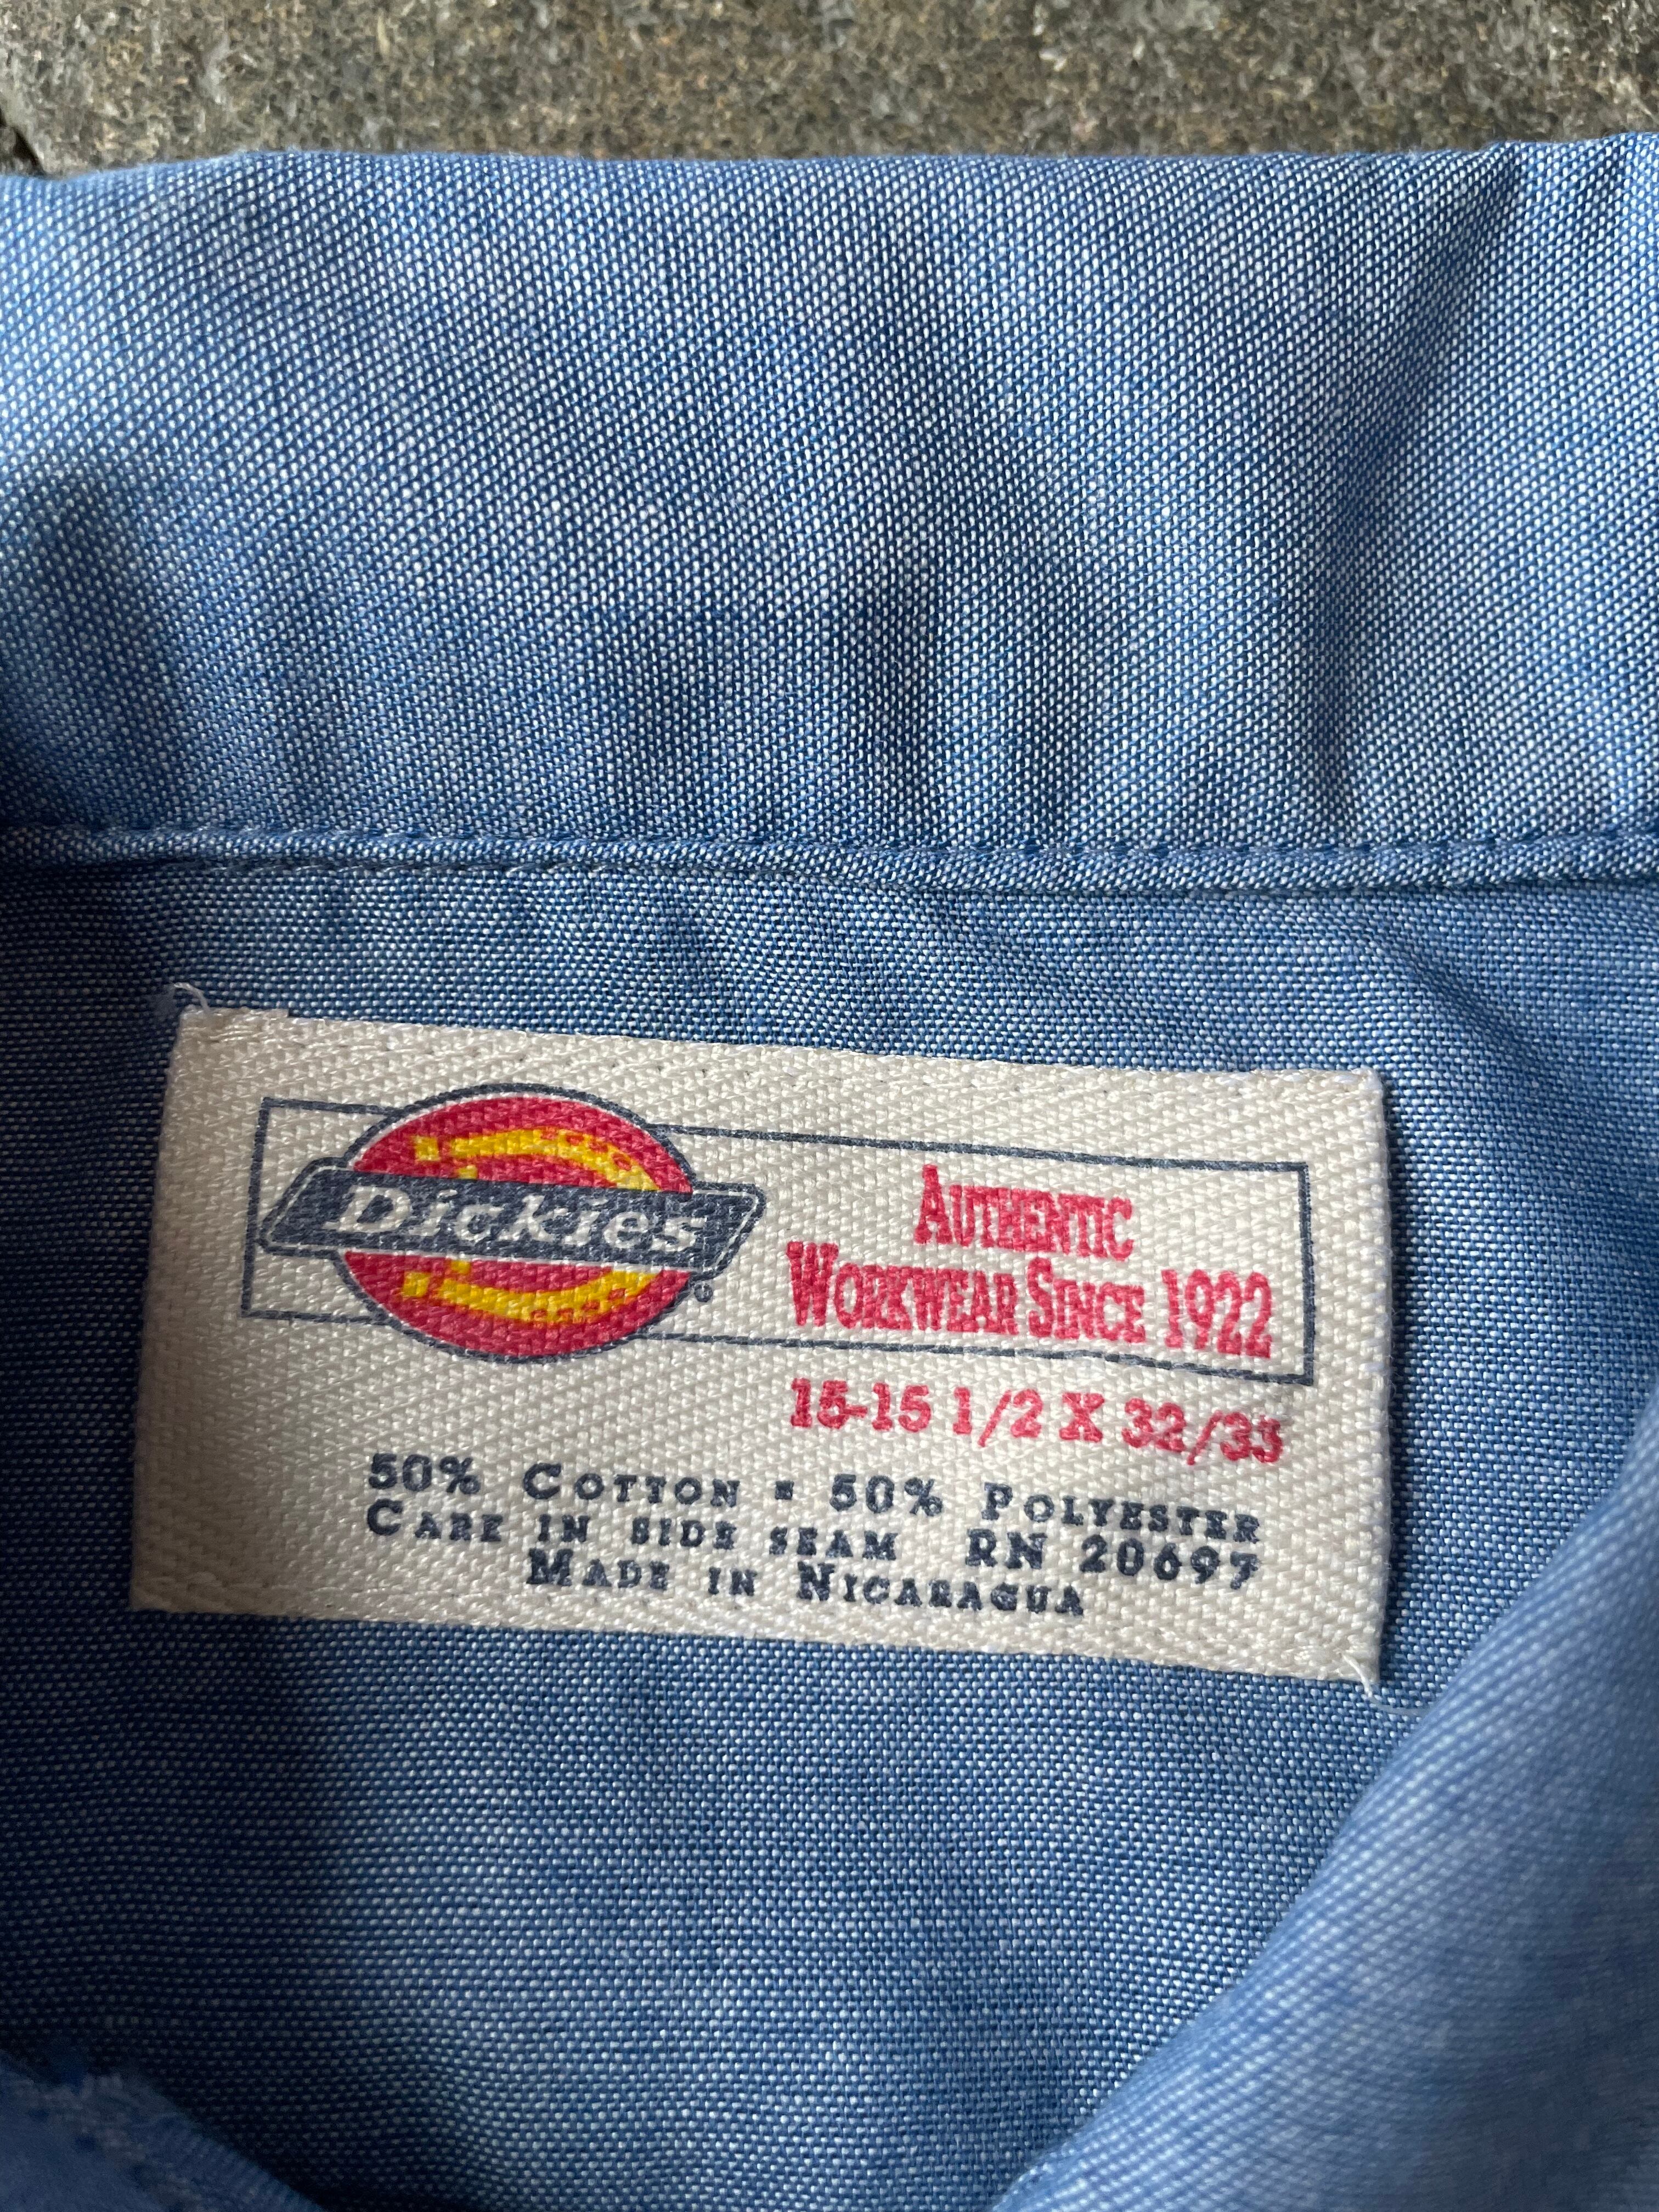 Dickies
AUTHENTIC
WORKWEAR SINCE 1922
15-15 1/2 X 32/33
50% COTTON ▪ 50% POLYESTER
CARE IN SIDE SEAM RN 20697
MADE IN NICARAGUA